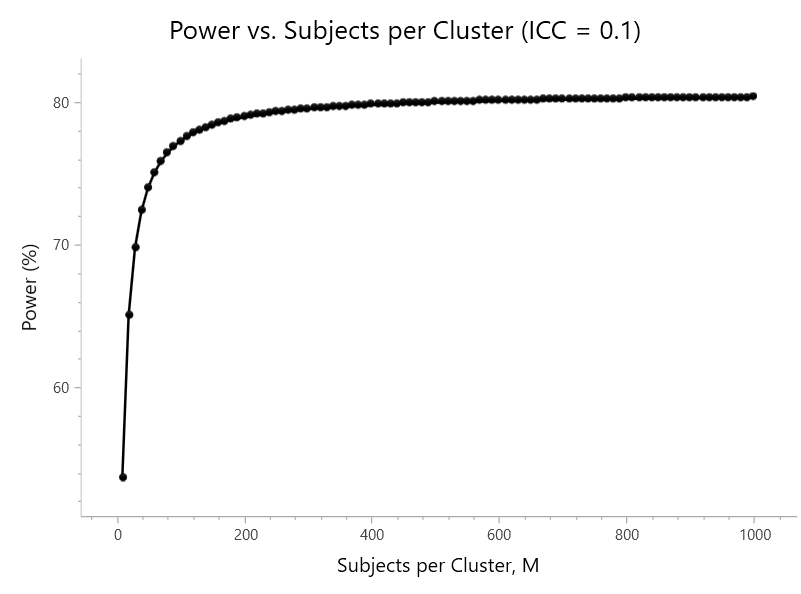 Power vs. Subjects per Cluster (ICC = 0.1)
80
70
60
Power (%)
0 200 400 600 800 1000
Subjects per Cluster, M